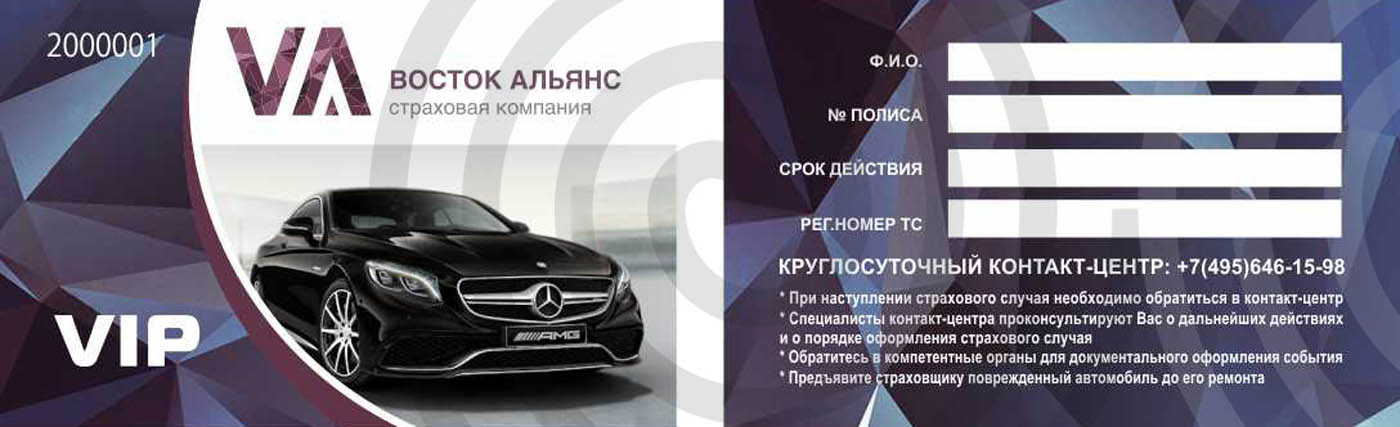 2000001
VA
ВОСТОК АЛЬЯНС
страховая компания
AMG
VIP
Ф.И.О.
№ ПОЛИСА
СРОК ДЕЙСТВИЯ
РЕГ.НОМЕР ТС
КРУГЛОСУТОЧНЫЙ КОНТАКТ-ЦЕНТР: +7(495)646-15-98
* При наступлении страхового случая необходимо обратиться в контакт-центр
* Специалисты контакт-центра проконсультируют Вас о дальнейших действиях
и о порядке оформления страхового случая
* Обратитесь в компетентные органы для документального оформления события
* Предъявите страховщику поврежденный автомобиль до его ремонта